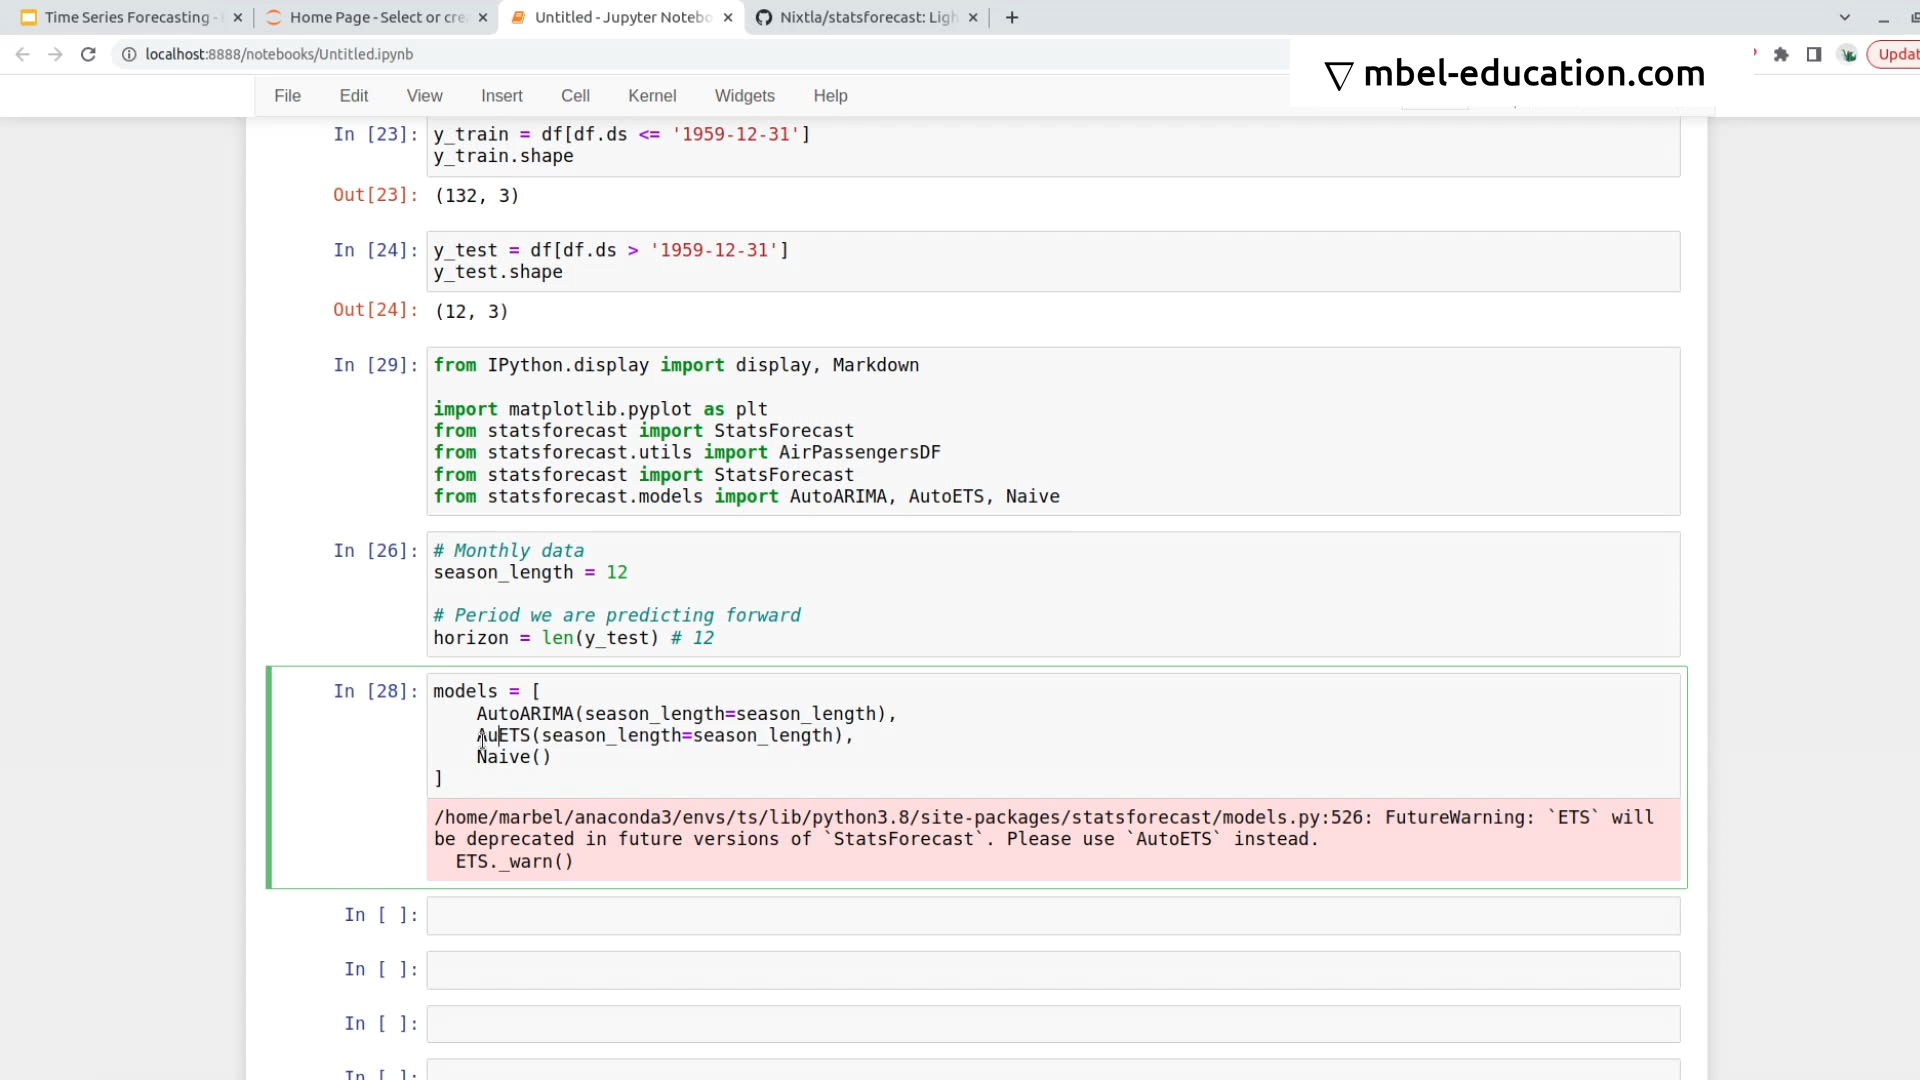 Time Series Forecasting -
Home Page - Select or cre
Untitled - Jupyter Notebo
Nixtla/statsforecast: Ligh
localhost:8888/notebooks/Untitled.ipynb
Updat
mbel-education.com
File Edit View Insert Cell Kernel Widgets Help
In [23]: y_train = df[df.ds <= '1959-12-31']
y_train.shape
Out[23]: (132, 3)
In [24]: y_test = df[df.ds > '1959-12-31']
y_test.shape
Out[24]: (12, 3)
In [29]: from IPython.display import display, Markdown
import matplotlib.pyplot as plt
from statsforecast import StatsForecast
from statsforecast.utils import AirPassengersDF
from statsforecast import StatsForecast
from statsforecast.models import AutoARIMA, AutoETS, Naive
In [26]: # Monthly data
season_length = 12
# Period we are predicting forward
horizon = len(y_test) # 12
In [28]: models = [
AutoARIMA(season_length=season_length),
AuETS(season_length=season_length),
Naive()
]
/home/marbel/anaconda3/envs/ts/lib/python3.8/site-packages/statsforecast/models.py:526: FutureWarning: `ETS` will
be deprecated in future versions of `StatsForecast`. Please use `AutoETS` instead.
ETS._warn()
In [ ]:
In [ ]:
In [ ]:
In [ ]: